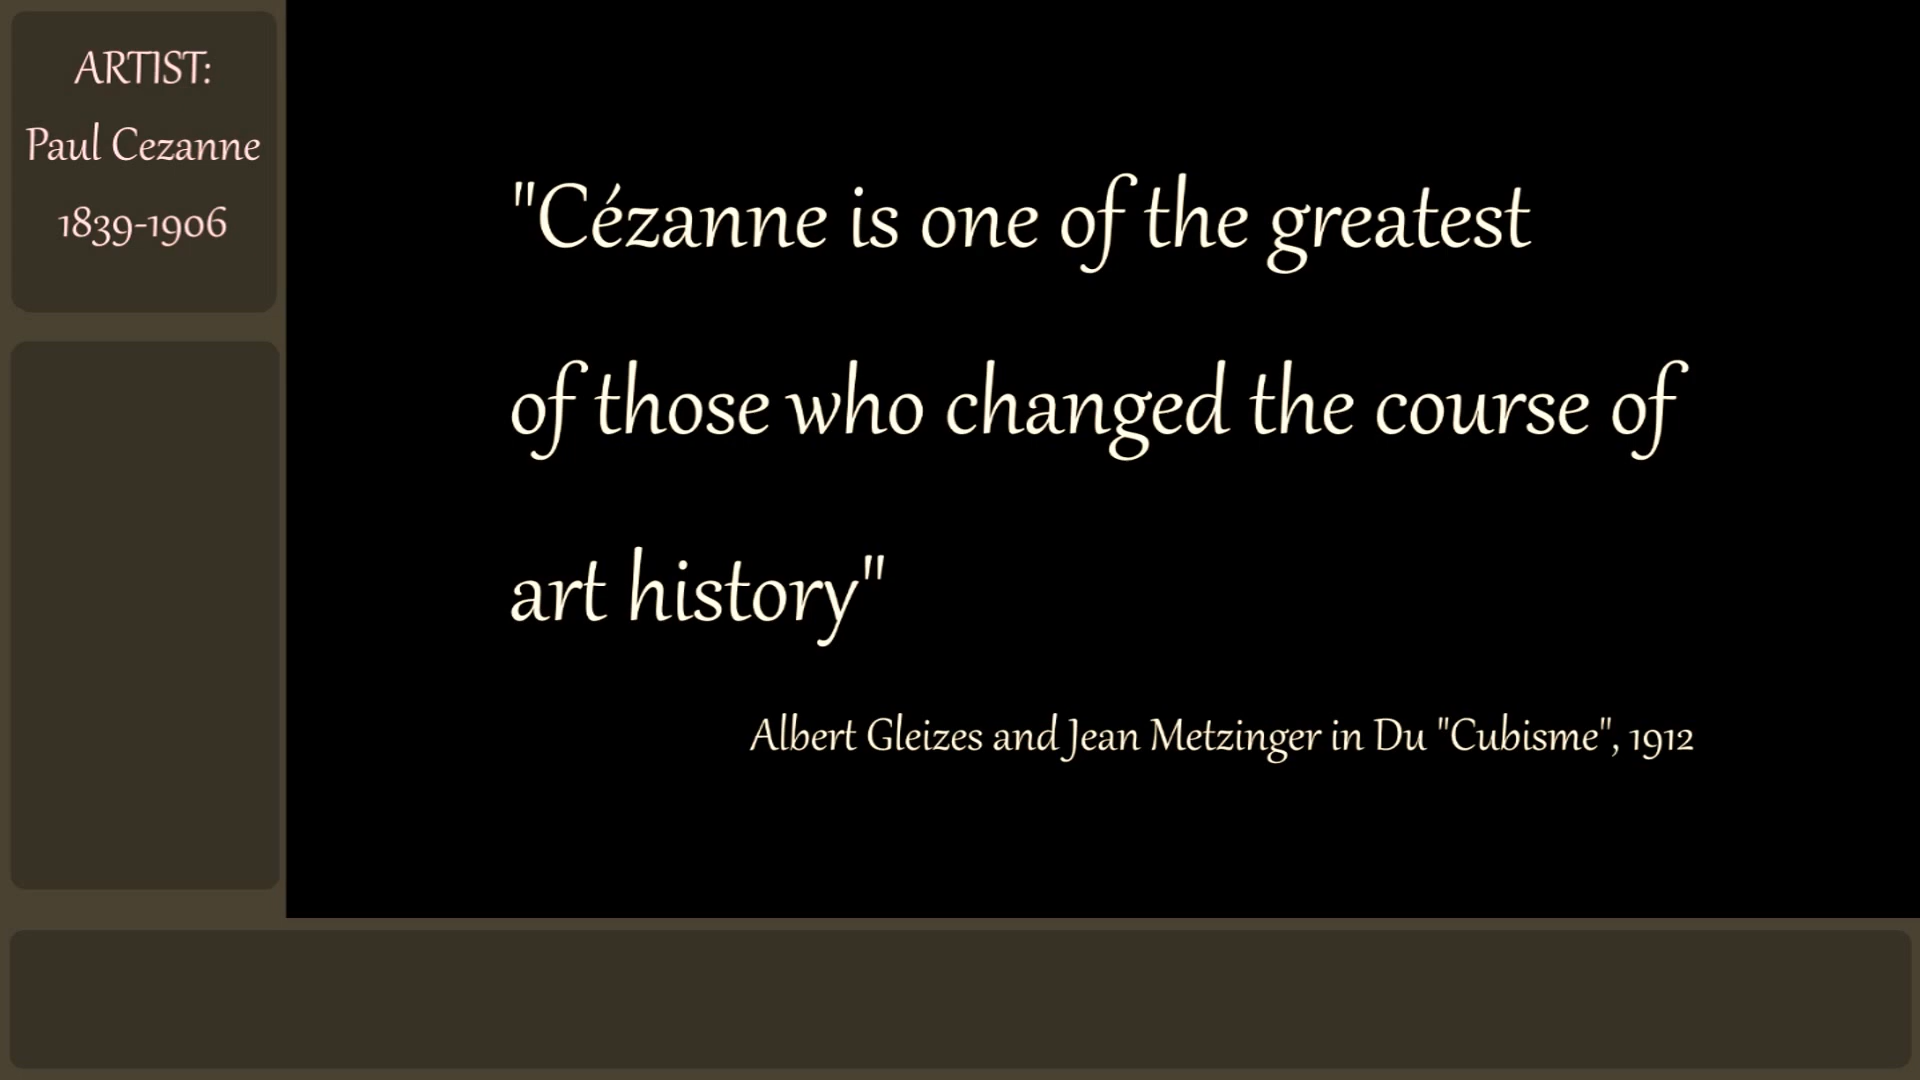 ARTIST:
Paul Cezanne
1839-1906
"Cézanne is one of the greatest
of those who changed the course of
art history"
Albert Gleizes and Jean Metzinger in Du "Cubisme", 1912